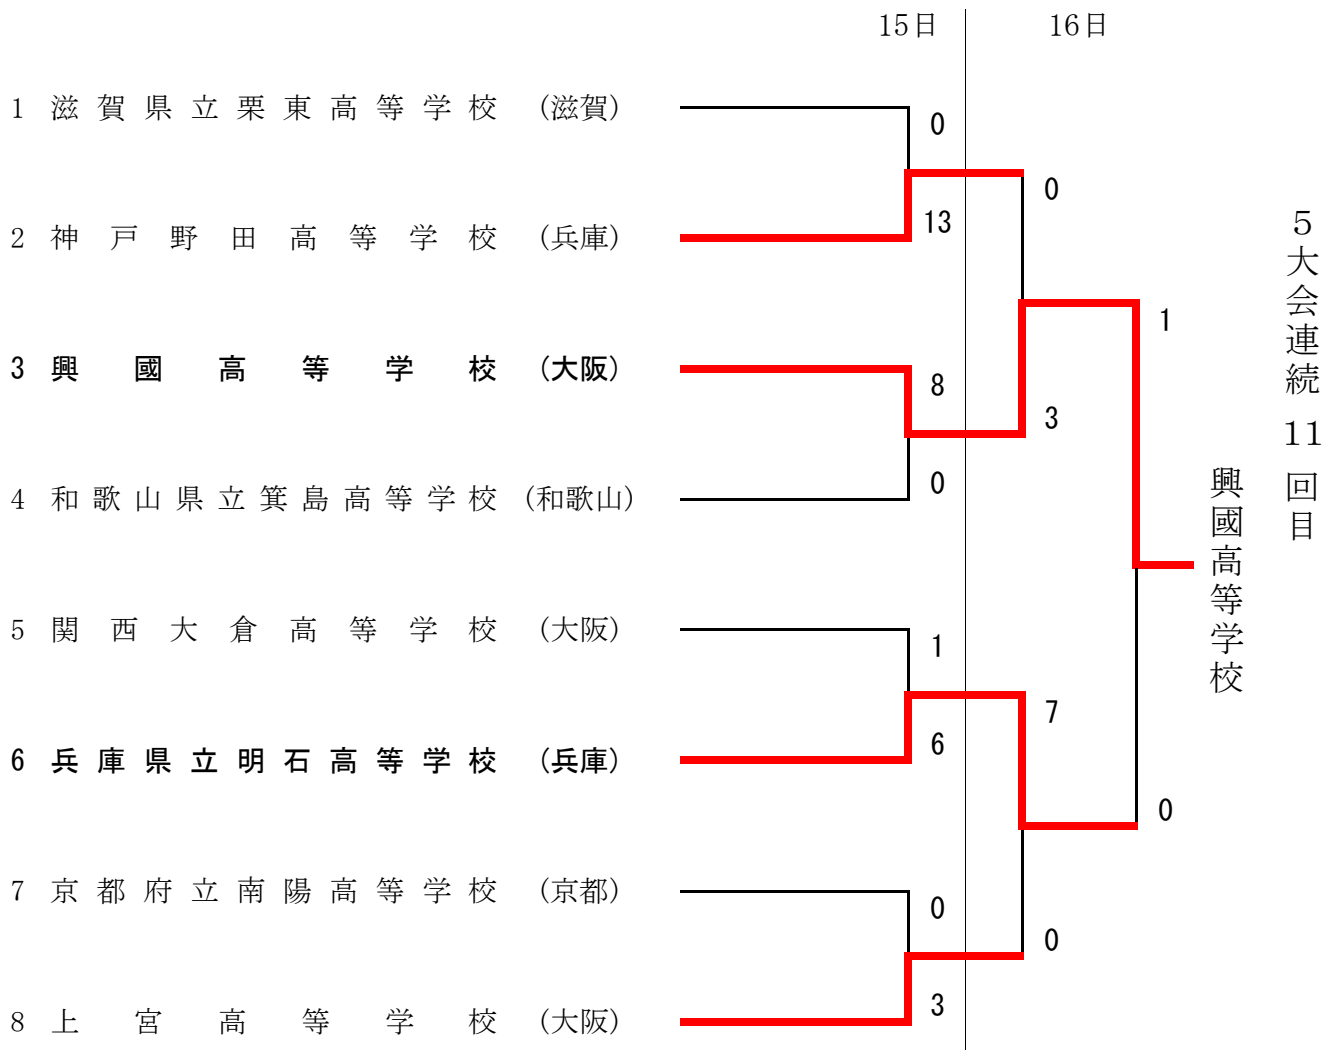 15日 16日
1 滋賀県立栗東高等学校 (滋賀)
0
0
2 神戸野田高等学校 (兵庫)
13
1
3 興國高等学校 (大阪)
8
3
4 和歌山県立箕島高等学校 (和歌山)
0
5 関西大倉高等学校 (大阪)
1
7
6 兵庫県立明石高等学校 (兵庫)
6
0
7 京都府立南陽高等学校 (京都)
0
0
8 上宮高等学校 (大阪)
3
5大会連続 11 回目
興國高等学校